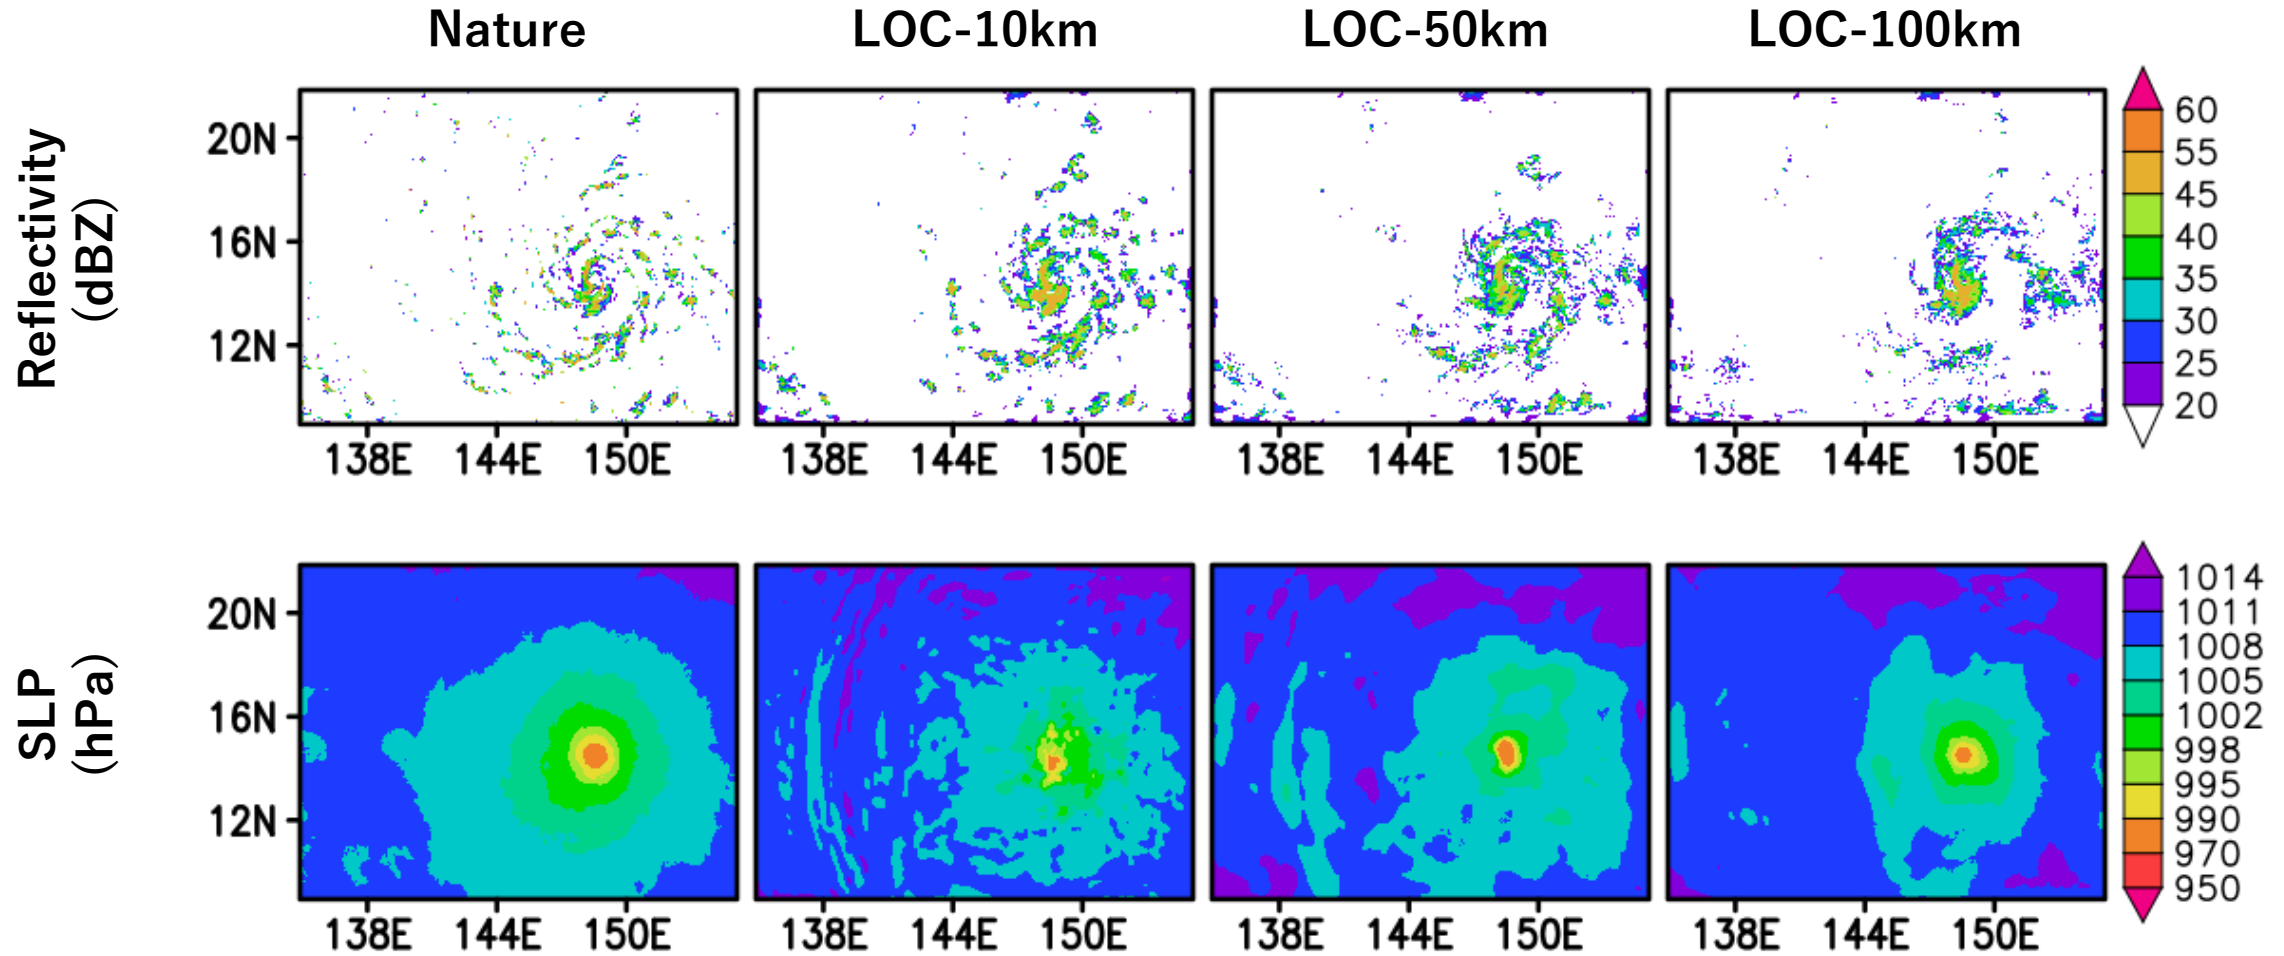 Nature LOC-10km LOC-50km LOC-100km
Reflectivity
(dBZ)
20N
16N
12N
60
55
45
40
35
30
25
20
138E 144E 150E 138E 144E 150E 138E 144E 150E 138E 144E 150E
SLP
(hPa)
20N
16N
12N
1014
1011
1008
1005
1002
998
995
990
970
950
138E 144E 150E 138E 144E 150E 138E 144E 150E 138E 144E 150E